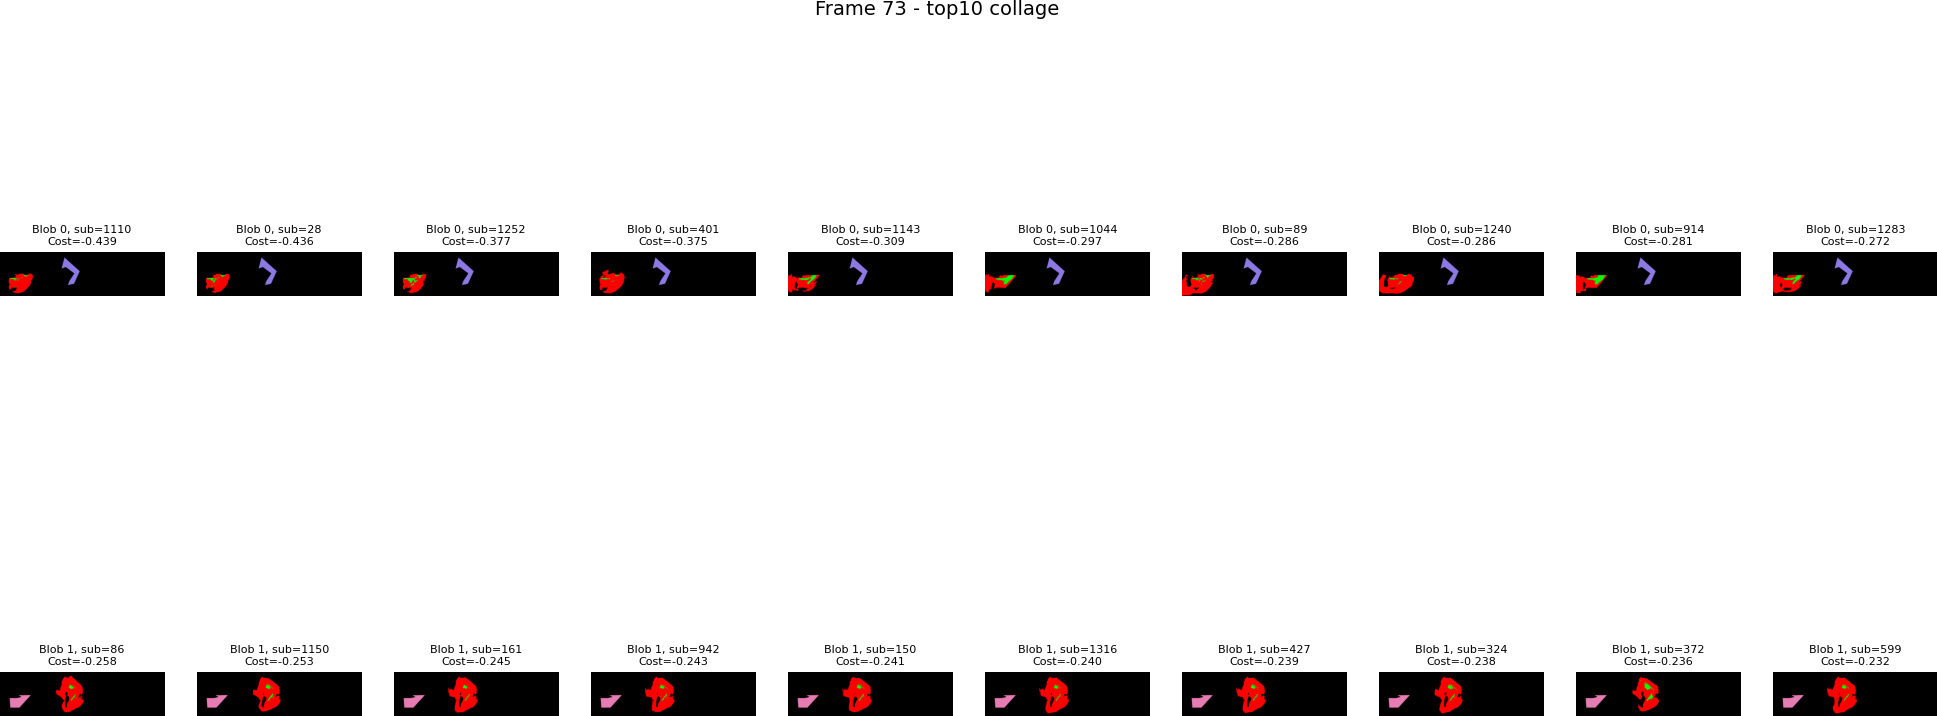 Frame 73 - top10 collage
Blob 0, sub=1110
Cost=-0.439
Blob 0, sub=28
Cost=-0.436
Blob 0, sub=1252
Cost=-0.377
Blob 0, sub=401
Cost=-0.375
Blob 0, sub=1143
Cost=-0.309
Blob 0, sub=1044
Cost=-0.297
Blob 0, sub=89
Cost=-0.286
Blob 0, sub=1240
Cost=-0.286
Blob 0, sub=914
Cost=-0.281
Blob 0, sub=1283
Cost=-0.272
Blob 1, sub=86
Cost=-0.258
Blob 1, sub=1150
Cost=-0.253
Blob 1, sub=161
Cost=-0.245
Blob 1, sub=942
Cost=-0.243
Blob 1, sub=150
Cost=-0.241
Blob 1, sub=1316
Cost=-0.240
Blob 1, sub=427
Cost=-0.239
Blob 1, sub=324
Cost=-0.238
Blob 1, sub=372
Cost=-0.236
Blob 1, sub=599
Cost=-0.232